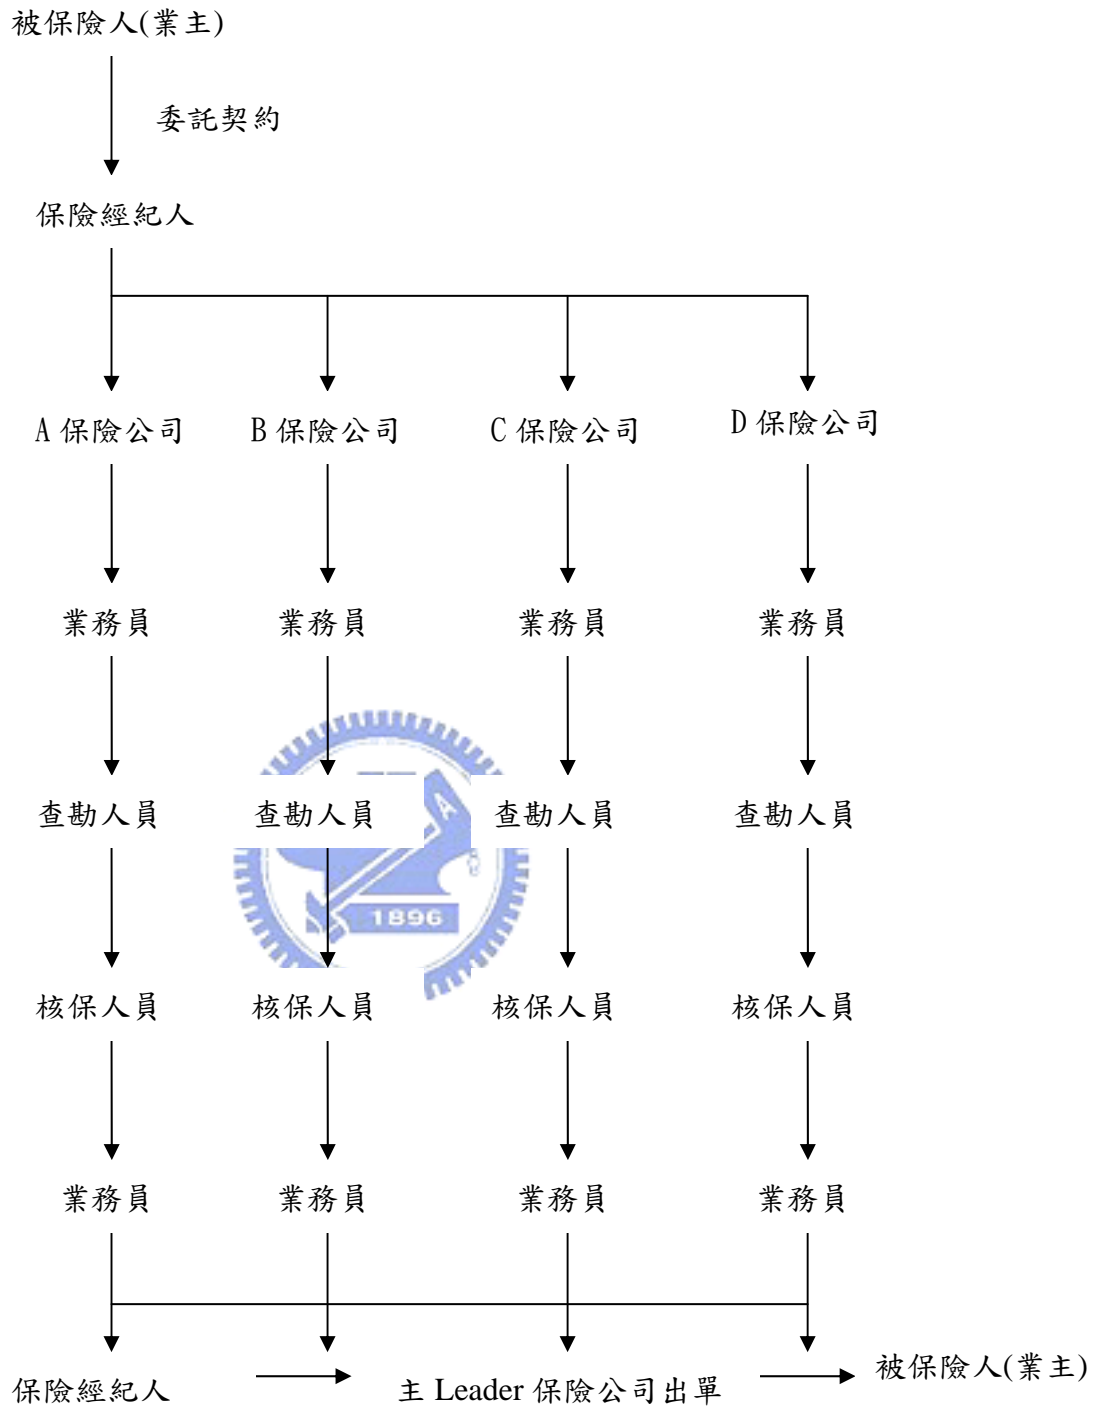 被保險人(業主)
委託契約
保險經紀人
A 保險公司 B 保險公司 C 保險公司 D 保險公司
業務員 業務員 業務員 業務員
查勘人員 查勘人員 查勘人員 查勘人員
1896
核保人員 核保人員 核保人員 核保人員
業務員 業務員 業務員 業務員
保險經紀人 主 Leader 保險公司出單 被保險人(業主)